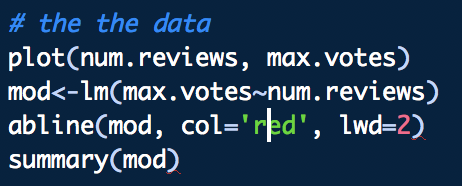 # the the data
plot(num.reviews, max.votes)
mod<-lm(max.votes~num.reviews)
abline(mod, col='red', lwd=2)
summary(mod)